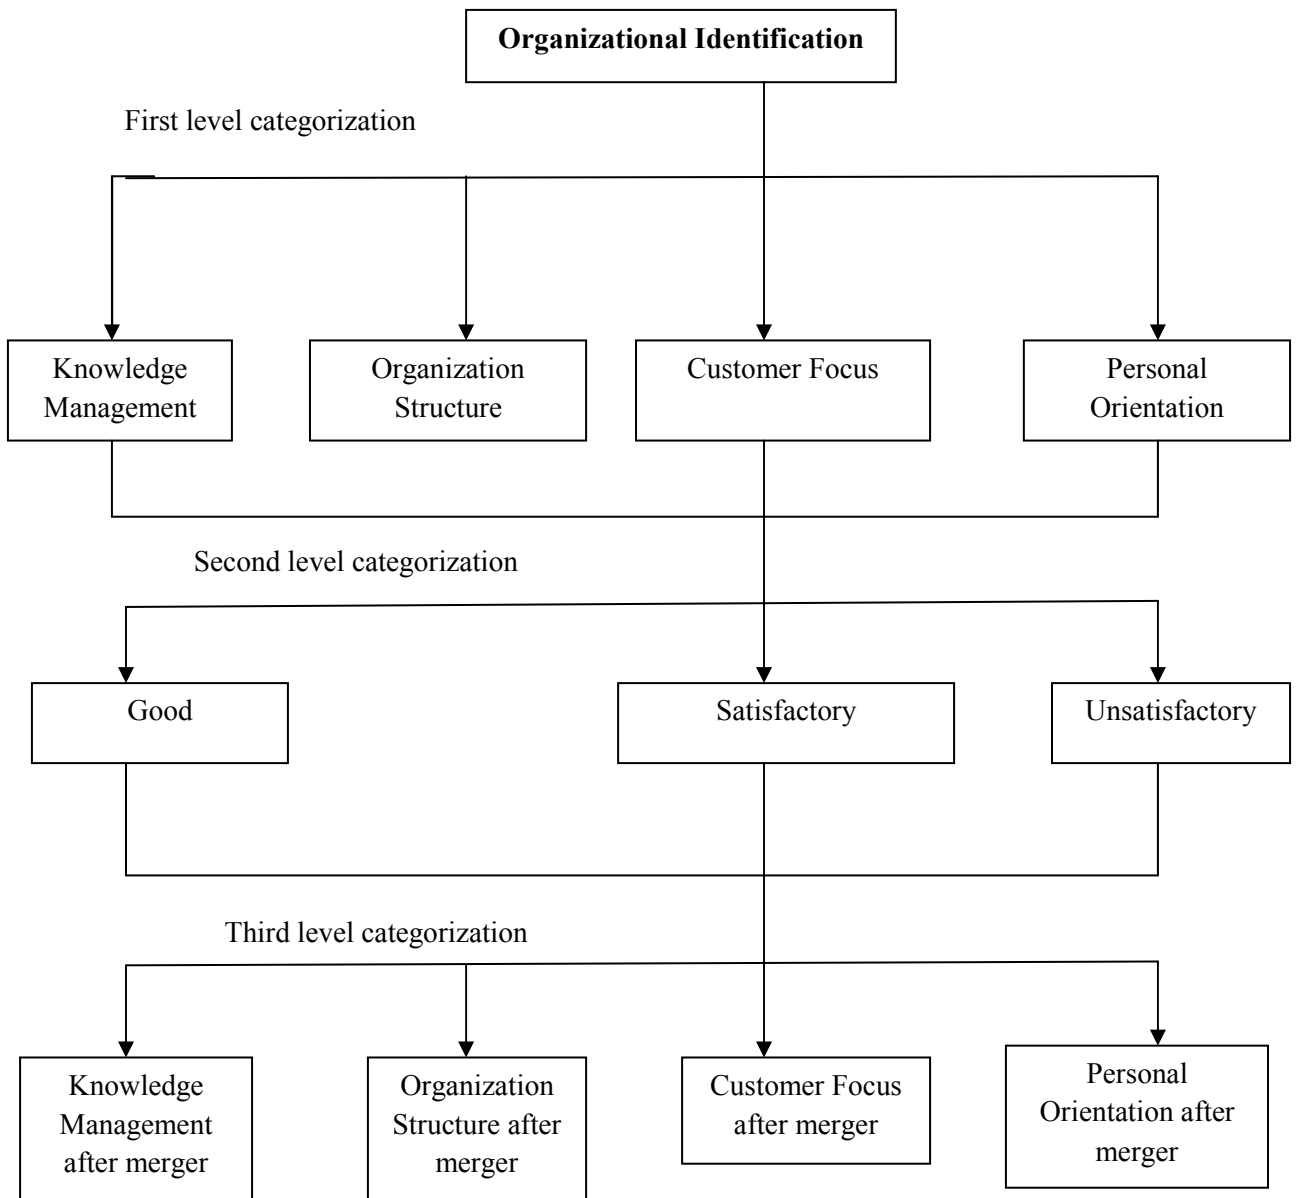 Organizational Identification
First level categorization
Knowledge
Management
Organization
Structure
Customer Focus
Personal
Orientation
Second level categorization
Good
Satisfactory
Unsatisfactory
Third level categorization
Knowledge
Management
after merger
Organization
Structure after
merger
Customer Focus
after merger
Personal
Orientation after
merger